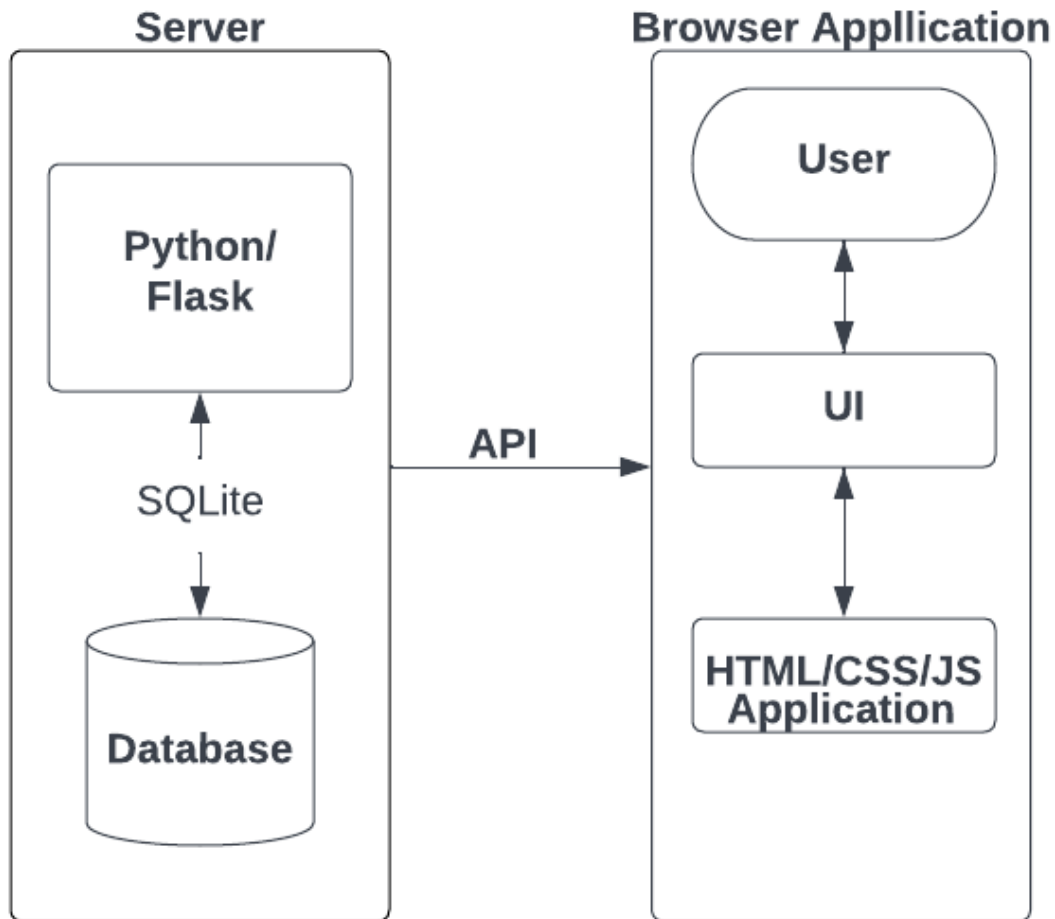 Server
Browser Appllication
Python/
Flask
SQLite
Database
API
User
UI
HTML/CSS/JS
Application